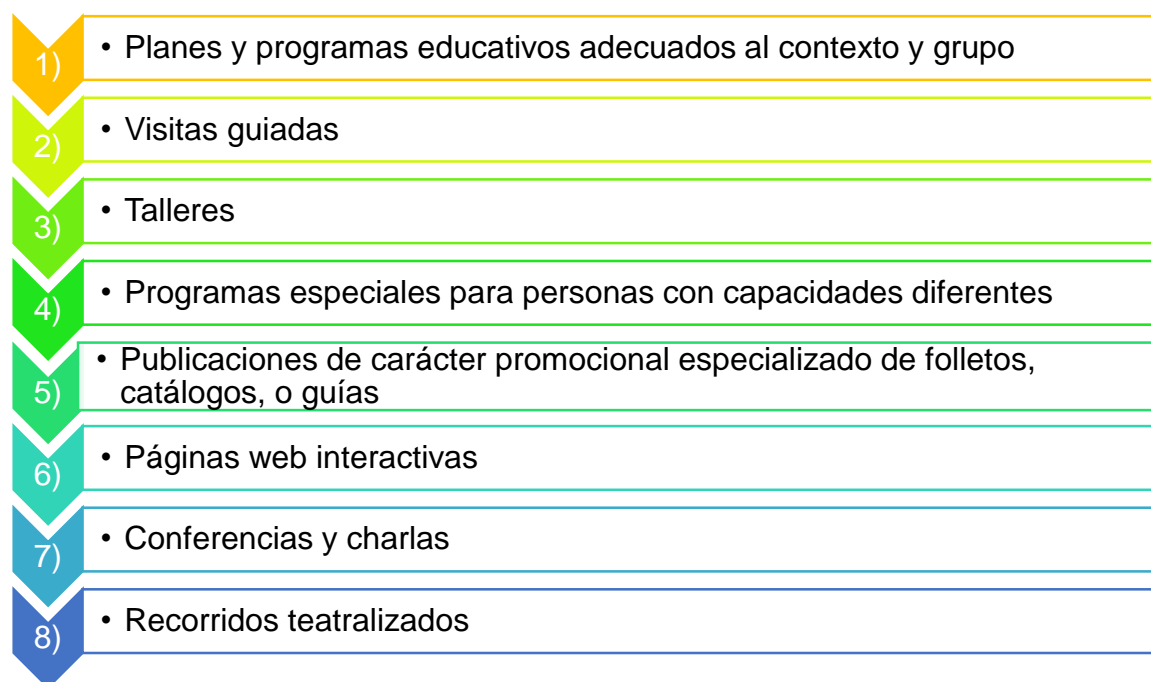 1) • Planes y programas educativos adecuados al contexto y grupo
2) • Visitas guiadas
3) • Talleres
4) • Programas especiales para personas con capacidades diferentes
5) • Publicaciones de carácter promocional especializado de folletos,
catálogos, o guías
6) • Páginas web interactivas
7) • Conferencias y charlas
8) • Recorridos teatralizados